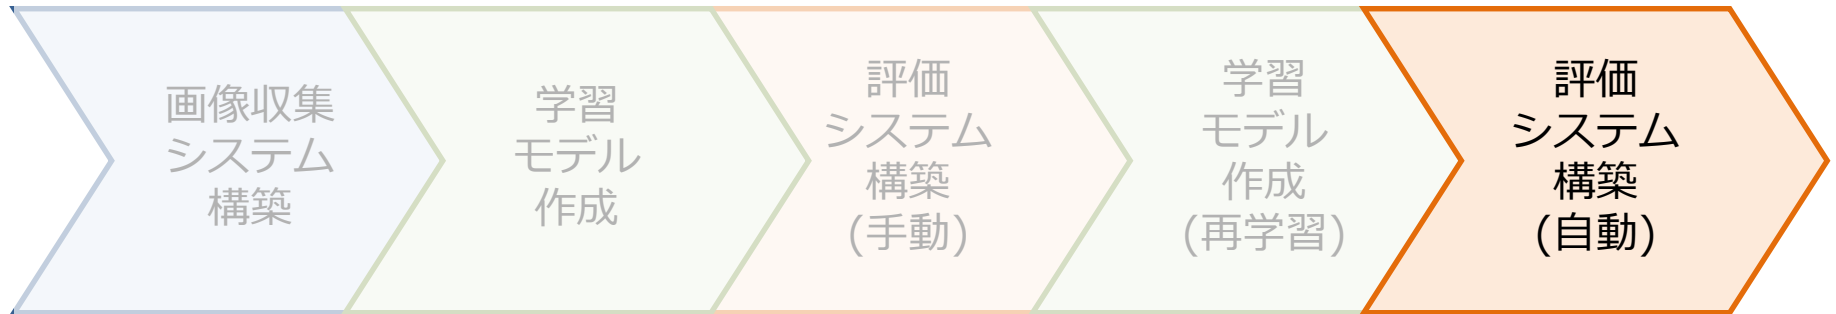 画像収集
システム
構築
学習
モデル
作成
評価
システム
構築
(手動)
学習
モデル
作成
(再学習)
評価
システム
構築
(自動)